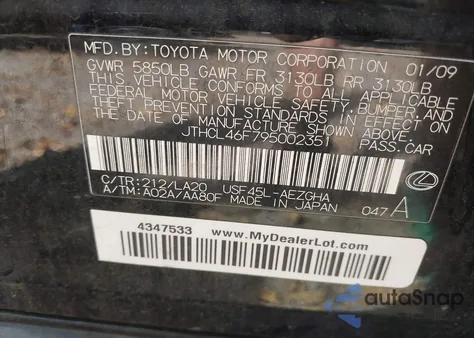 MFD.BY: TOYOTA MOTOR CORPORATION 01/09
GVWR 5850LB GAWR FR 3130LB RR 3130LB
THIS VEHICLE CONFORMS TO ALL APPLICABLE
FEDERAL MOTOR VEHICLE SAFETY, BUMPER, AND
THEFT PREVENTION STANDARDS IN EFFECT ON
THE DATE OF MANUFACTURE SHOWN ABOVE.
JTHCL46F795002351 PASS.CAR
C/TR: 212/LA20 USF45L-AEZGHA
A/TM: A02A/AA80F MADE IN JAPAN 047 A
4347533
www.MyDealerLot.com
autoSnap